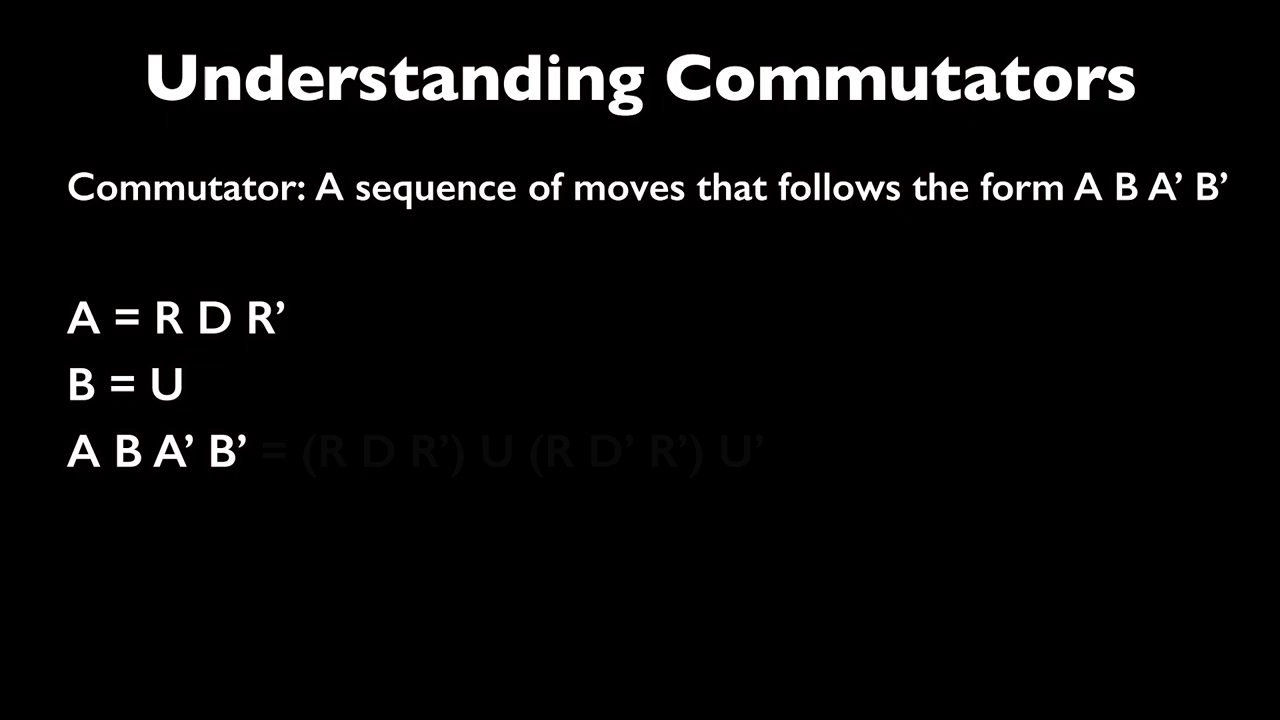 Understanding Commutators
Commutator: A sequence of moves that follows the form A B A’ B’
A = R D R’
B = U
A B A’ B’ = (R D R’) U (R D’ R’) U’